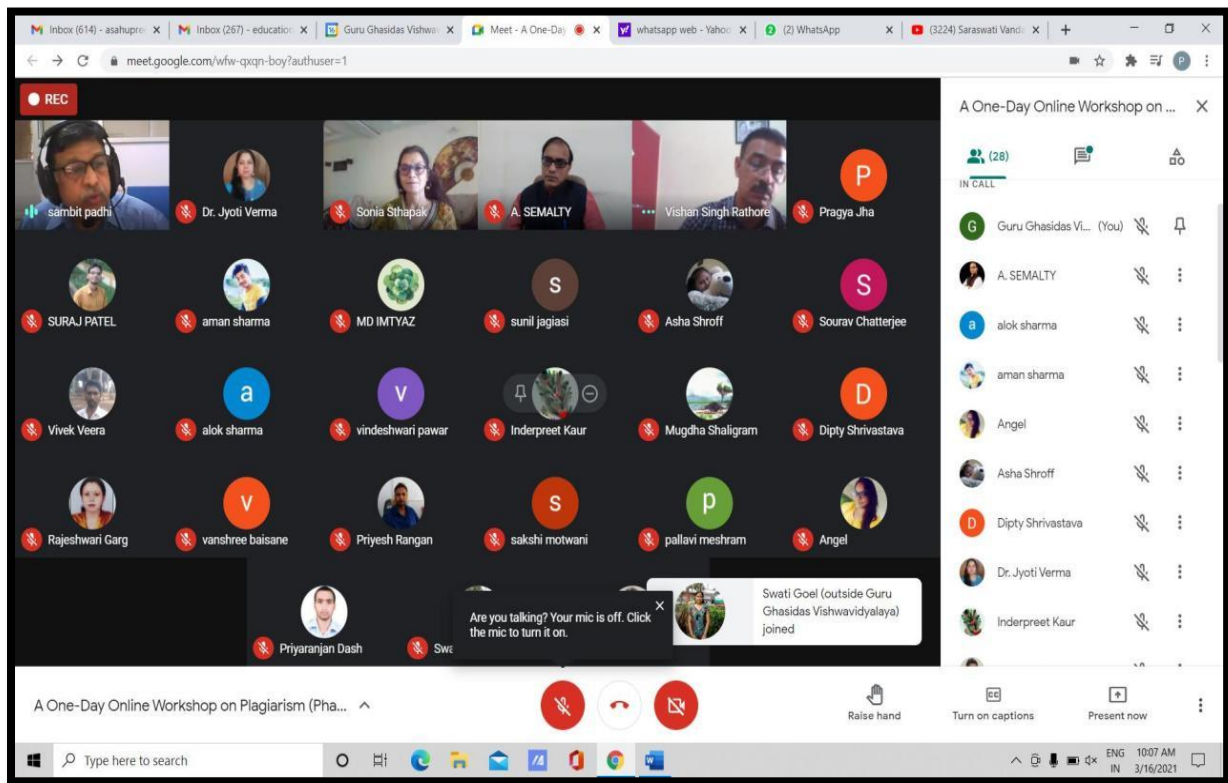 Inbox (614) - asahupre
Inbox (267) - education
Guru Ghasidas Vishwa
Meet - A One-Day
whatsapp web - Yahoo
(2) WhatsApp
(3224) Saraswati Vanda
meet.google.com/wfw-qxqn-boy?authuser=1
P
REC
sambit padhi
Dr. Jyoti Verma
Sonia Sthapak
A. SEMALTY
Vishan Singh Rathore
P
Pragya Jha
SURAJ PATEL
aman sharma
MD IMTYAZ
s
sunil jagiasi
Asha Shroff
S
Sourav Chatterjee
Vivek Veera
a
alok sharma
v
vindeshwari pawar
Inderpreet Kaur
Mugdha Shaligram
D
Dipty Shrivastava
Rajeshwari Garg
v
vanshree baisane
Priyesh Rangan
s
sakshi motwani
p
pallavi meshram
Angel
Priyaranjan Dash
Swa
Are you talking? Your mic is off. Click
the mic to turn it on.
Swati Goel (outside Guru
Ghasidas Vishwavidyalaya)
joined
A One-Day Online Workshop on ...
(28)
IN CALL
G
Guru Ghasidas Vi... (You)
A. SEMALTY
a
alok sharma
aman sharma
Angel
Asha Shroff
D
Dipty Shrivastava
Dr. Jyoti Verma
Inderpreet Kaur
A One-Day Online Workshop on Plagiarism (Pha...
Raise hand
CC
Turn on captions
Present now
Type here to search
ENG
IN
10:07 AM
3/16/2021